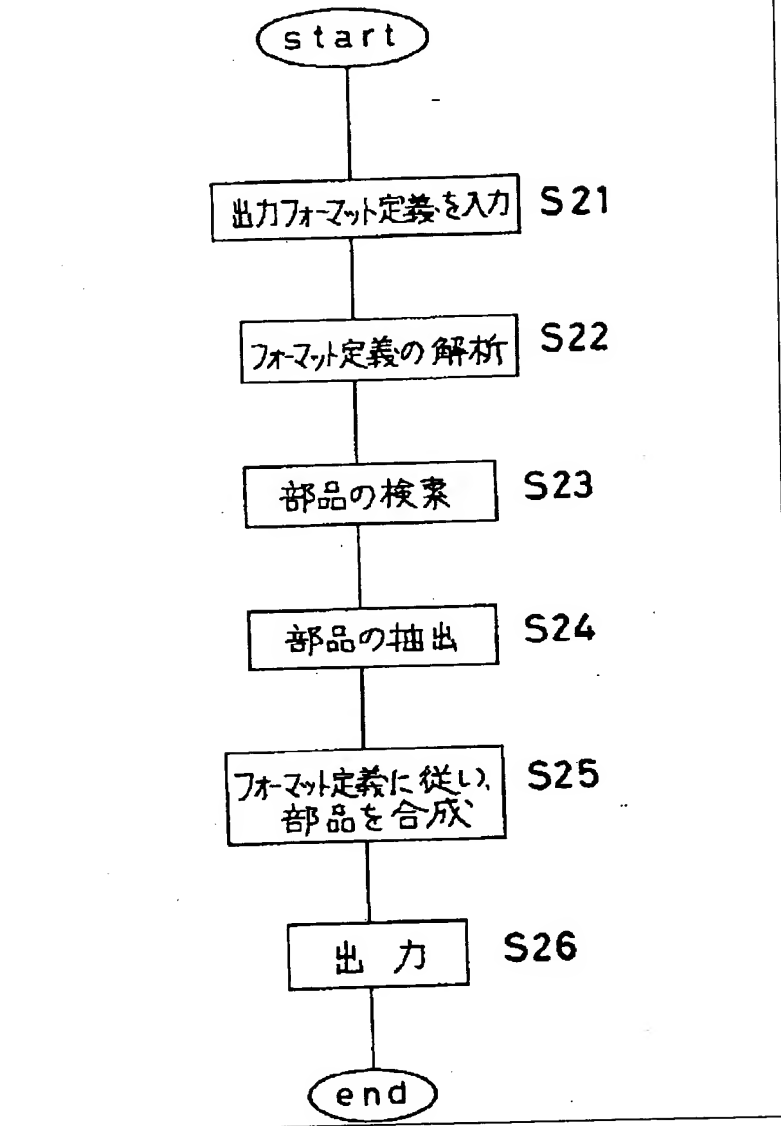 start
出力フォーマット定義を入力 S21
フォーマット定義の解析 S22
部品の検索 S23
部品の抽出 S24
フォーマット定義に従い、 S25
部品を合成
出力 S26
end